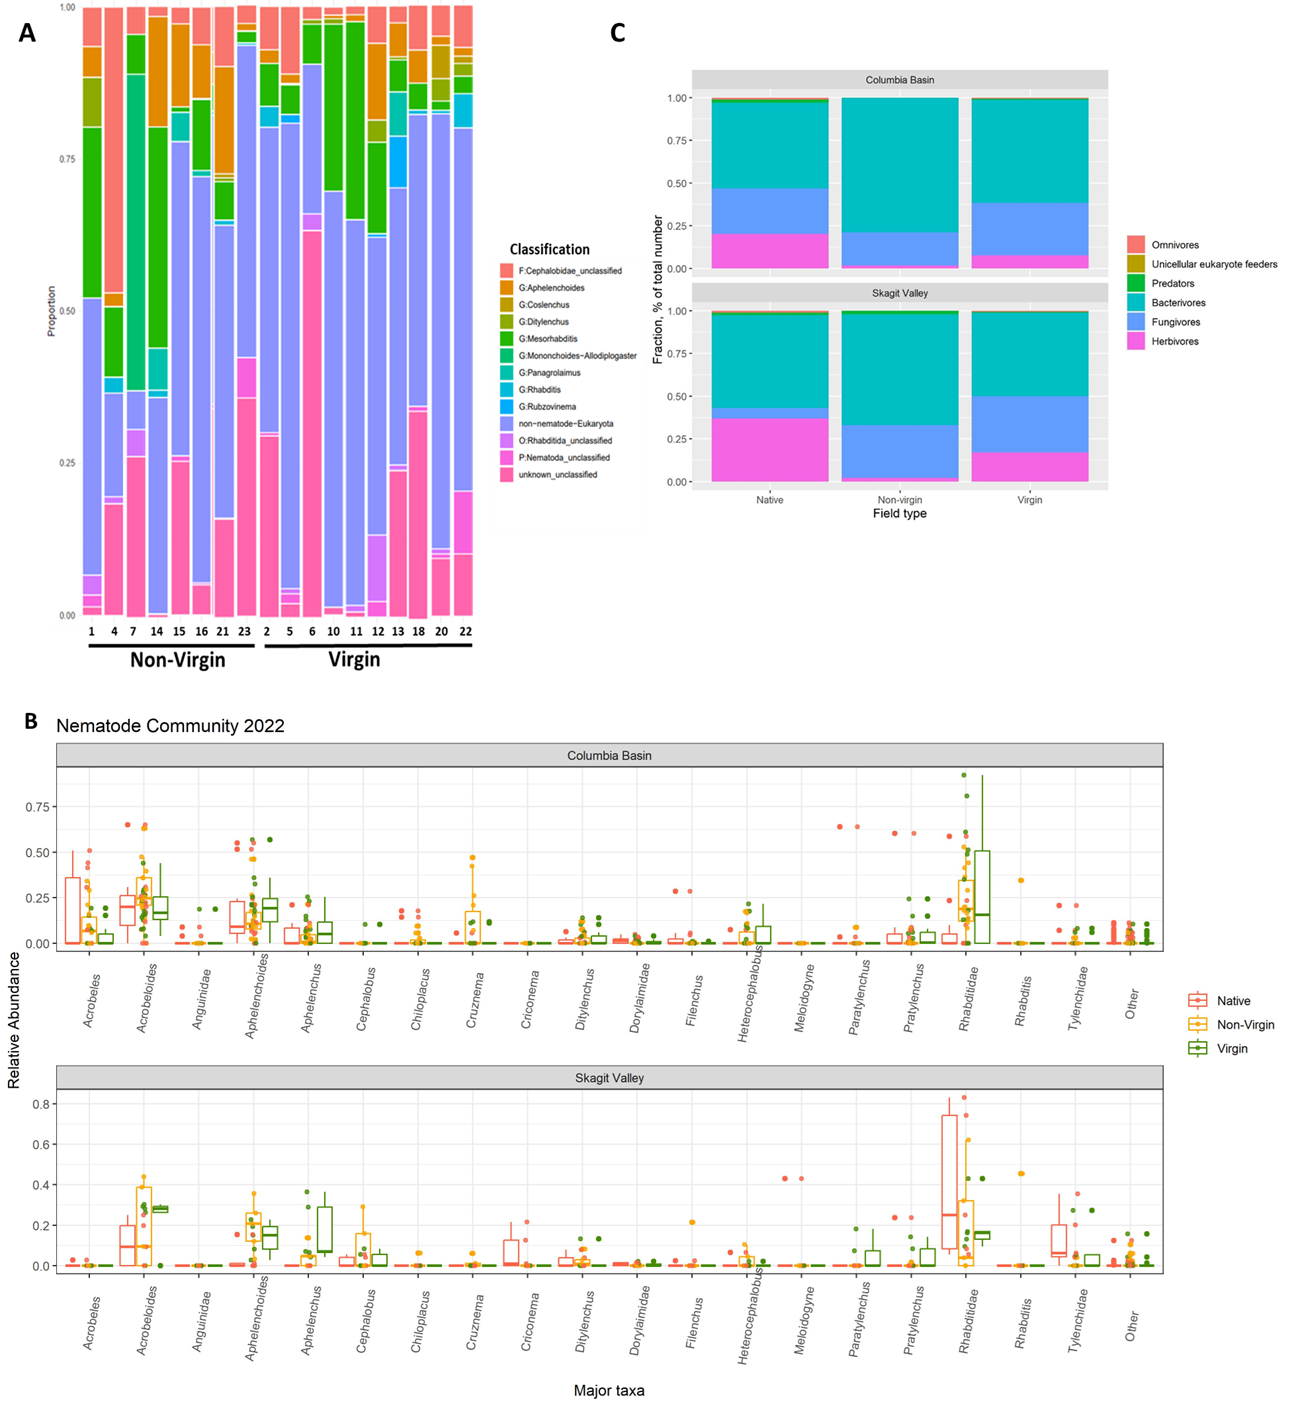 A
1.00
0.75
0.50
0.25
0.00
Proportion
1 4 7 14 15 16 21 23 2 5 6 10 11 12 13 18 20 22
Non-Virgin Virgin
Classification
F:Cephalobidae_unclassified
G:Aphelenchoides
G:Coslenchus
G:Ditylenchus
G:Mesorhabditis
G:Mononchoides-Allodiplogaster
G:Panagrolaimus
G:Rhabditis
G:Rubzovinema
non-nematode-Eukaryota
O:Rhabditida_unclassified
P:Nematoda_unclassified
unknown_unclassified
C
Columbia Basin
1.00
0.75
0.50
0.25
0.00
Skagit Valley
1.00
0.75
0.50
0.25
0.00
Fraction, % of total number
Native Non-virgin Virgin
Field type
Omnivores
Unicellular eukaryote feeders
Predators
Bacterivores
Fungivores
Herbivores
B
Nematode Community 2022
Columbia Basin
0.75
0.50
0.25
0.00
Acrobeles Acrobeloides Anguinidae Aphelenchoides Aphelenchus Cephalobus Chiloplacus Cruznema Criconema Ditylenchus Dorylaimidae Filenchus Heterocephalobus Meloidogyne Paratylenchus Pratylenchus Rhabditidae Rhabditis Tylenchidae Other
Relative Abundance
Skagit Valley
0.8
0.6
0.4
0.2
0.0
Acrobeles Acrobeloides Anguinidae Aphelenchoides Aphelenchus Cephalobus Chiloplacus Cruznema Criconema Ditylenchus Dorylaimidae Filenchus Heterocephalobus Meloidogyne Paratylenchus Pratylenchus Rhabditidae Rhabditis Tylenchidae Other
Major taxa
Native
Non-Virgin
Virgin